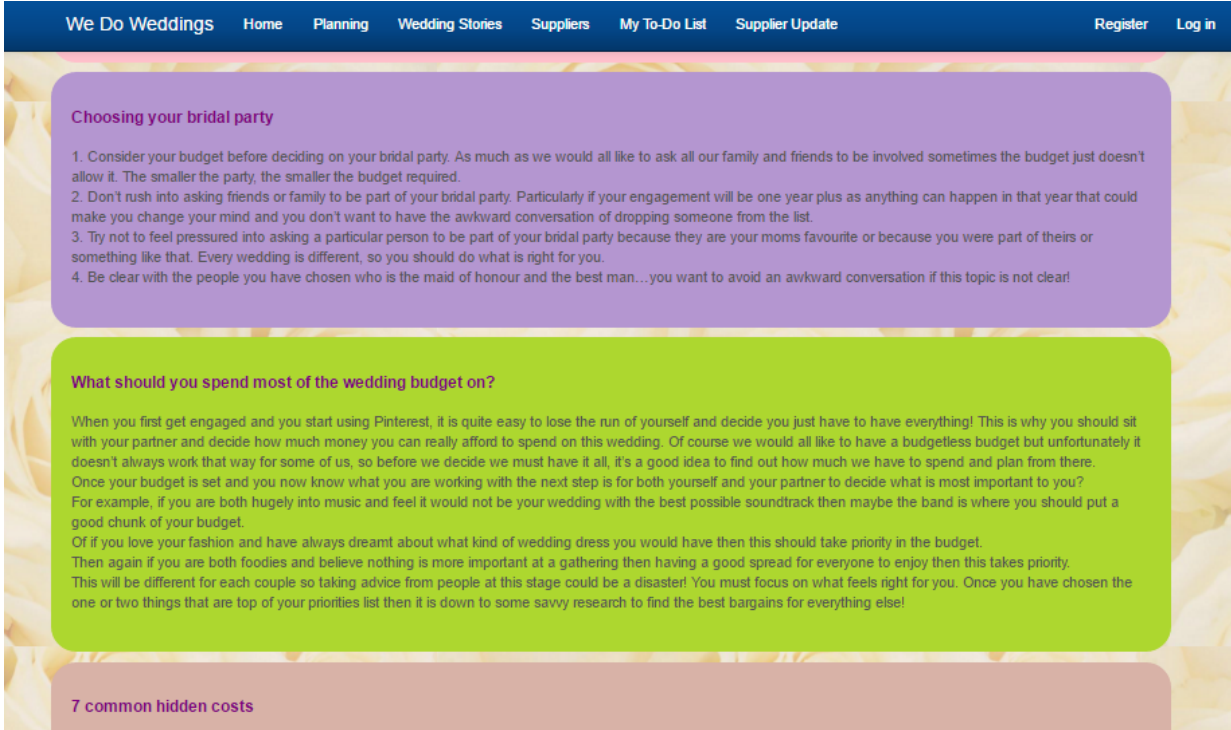 We Do Weddings Home Planning Wedding Stories Suppliers My To-Do List Supplier Update Register Log in
Choosing your bridal party
1. Consider your budget before deciding on your bridal party. As much as we would all like to ask all our family and friends to be involved sometimes the budget just doesn't
allow it. The smaller the party, the smaller the budget required.
2. Don't rush into asking friends or family to be part of your bridal party. Particularly if your engagement will be one year plus as anything can happen in that year that could
make you change your mind and you don't want to have the awkward conversation of dropping someone from the list.
3. Try not to feel pressured into asking a particular person to be part of your bridal party because they are your moms favourite or because you were part of theirs or
something like that. Every wedding is different, so you should do what is right for you.
4. Be clear with the people you have chosen who is the maid of honour and the best man…you want to avoid an awkward conversation if this topic is not clear!
What should you spend most of the wedding budget on?
When you first get engaged and you start using Pinterest, it is quite easy to lose the run of yourself and decide you just have to have everything! This is why you should sit
with your partner and decide how much money you can really afford to spend on this wedding. Of course we would all like to have a budgetless budget but unfortunately it
doesn't always work that way for some of us, so before we decide we must have it all, it's a good idea to find out how much we have to spend and plan from there.
Once your budget is set and you now know what you are working with the next step is for both yourself and your partner to decide what is most important to you?
For example, if you are both hugely into music and feel it would not be your wedding with the best possible soundtrack then maybe the band is where you should put a
good chunk of your budget.
Of if you love your fashion and have always dreamt about what kind of wedding dress you would have then this should take priority in the budget.
Then again if you are both foodies and believe nothing is more important at a gathering then having a good spread for everyone to enjoy then this takes priority.
This will be different for each couple so taking advice from people at this stage could be a disaster! You must focus on what feels right for you. Once you have chosen the
one or two things that are top of your priorities list then it is down to some savvy research to find the best bargains for everything else!
7 common hidden costs